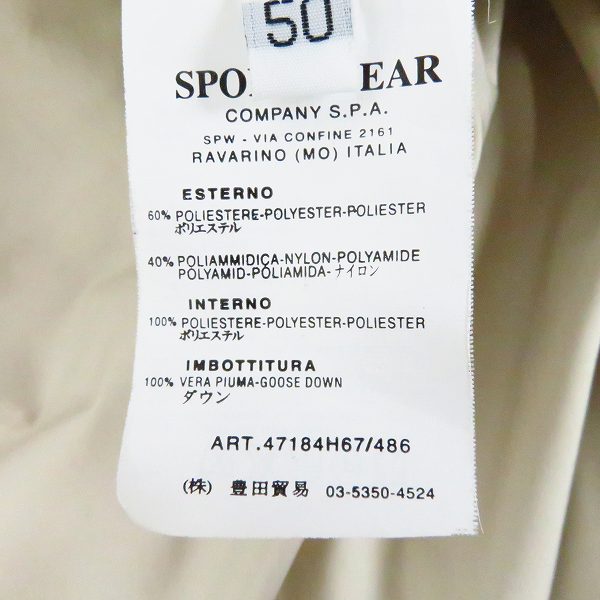 50
SPO EAR
COMPANY S.P.A.
SPW - VIA CONFINE 2161
RAVARINO (MO) ITALIA
ESTERNO
60% POLIESTERE-POLYESTER-POLIESTER
ポリエステル
40% POLIAMMIDICA-NYLON-POLYAMIDE
POLYAMID-POLIAMIDA-ナイロン
INTERNO
100% POLIESTERE-POLYESTER-POLIESTER
ポリエステル
IMBOTTITURA
100% VERA PIUMA-GOOSE DOWN
ダウン
ART.47184H67/486
(株) 豊田貿易 03-5350-4524